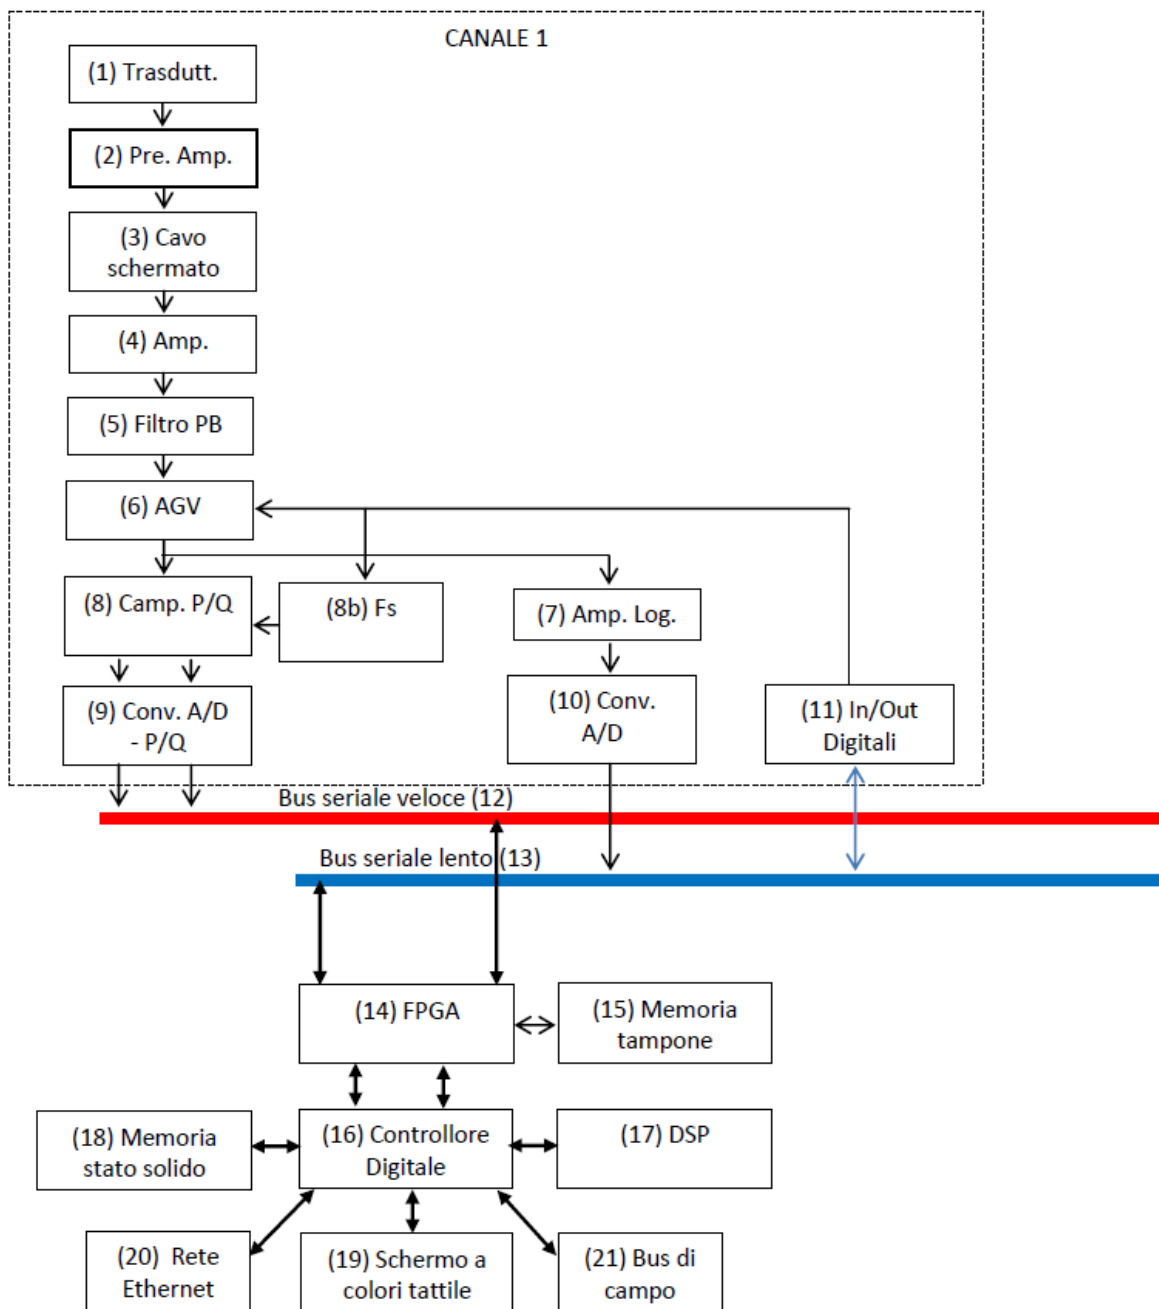 CANALE 1
(1) Trasdutt.
(2) Pre. Amp.
(3) Cavo
schermato
(4) Amp.
(5) Filtro PB
(6) AGV
(8) Camp. P/Q
(8b) Fs
(7) Amp. Log.
(9) Conv. A/D
- P/Q
(10) Conv.
A/D
(11) In/Out
Digitali
Bus seriale veloce (12)
Bus seriale lento (13)
(14) FPGA
(15) Memoria
tampone
(18) Memoria
stato solido
(16) Controllore
Digitale
(17) DSP
(20) Rete
Ethernet
(19) Schermo a
colori tattile
(21) Bus di
campo